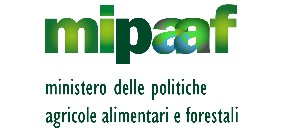 mipaaf
ministero delle politiche
agricole alimentari e forestali